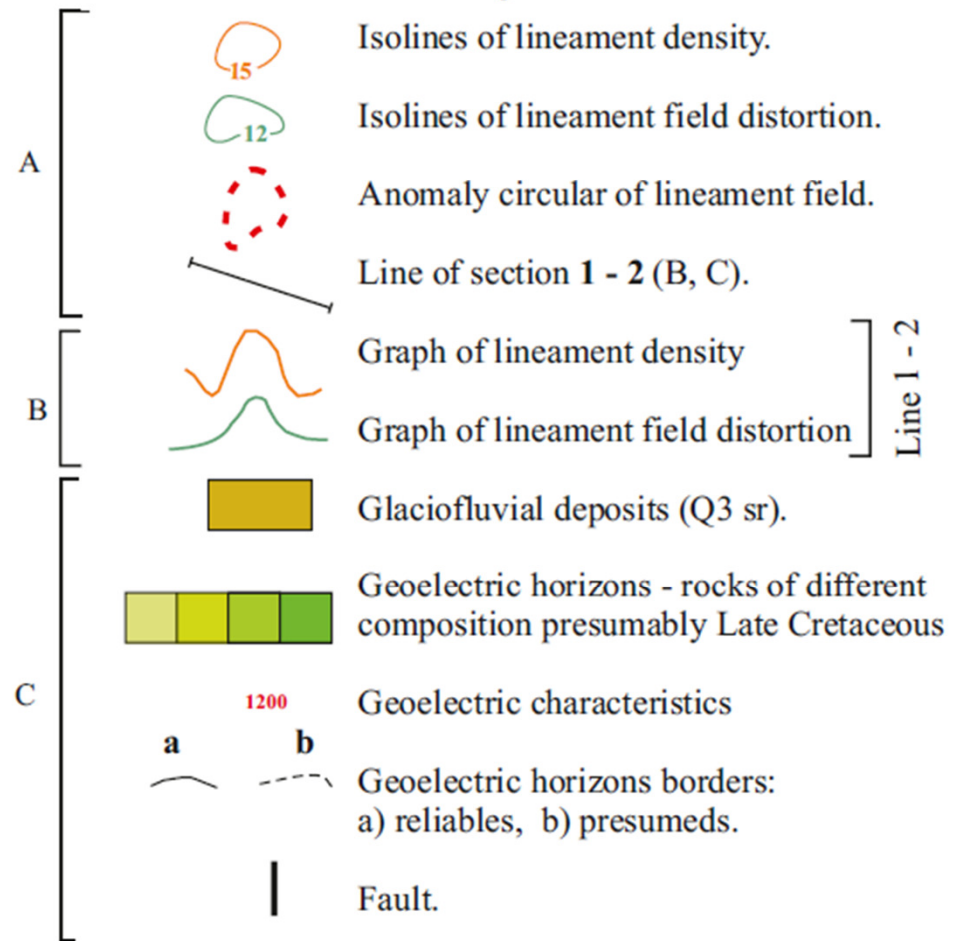 A
15
Isolines of lineament density.
12
Isolines of lineament field distortion.
Anomaly circular of lineament field.
Line of section 1 - 2 (B, C).
B
Graph of lineament density
Graph of lineament field distortion
Line 1 - 2
C
Glaciofluvial deposits (Q3 sr).
Geoelectric horizons - rocks of different
composition presumably Late Cretaceous
1200
Geoelectric characteristics
a b
Geoelectric horizons borders:
a) reliables, b) presumeds.
Fault.